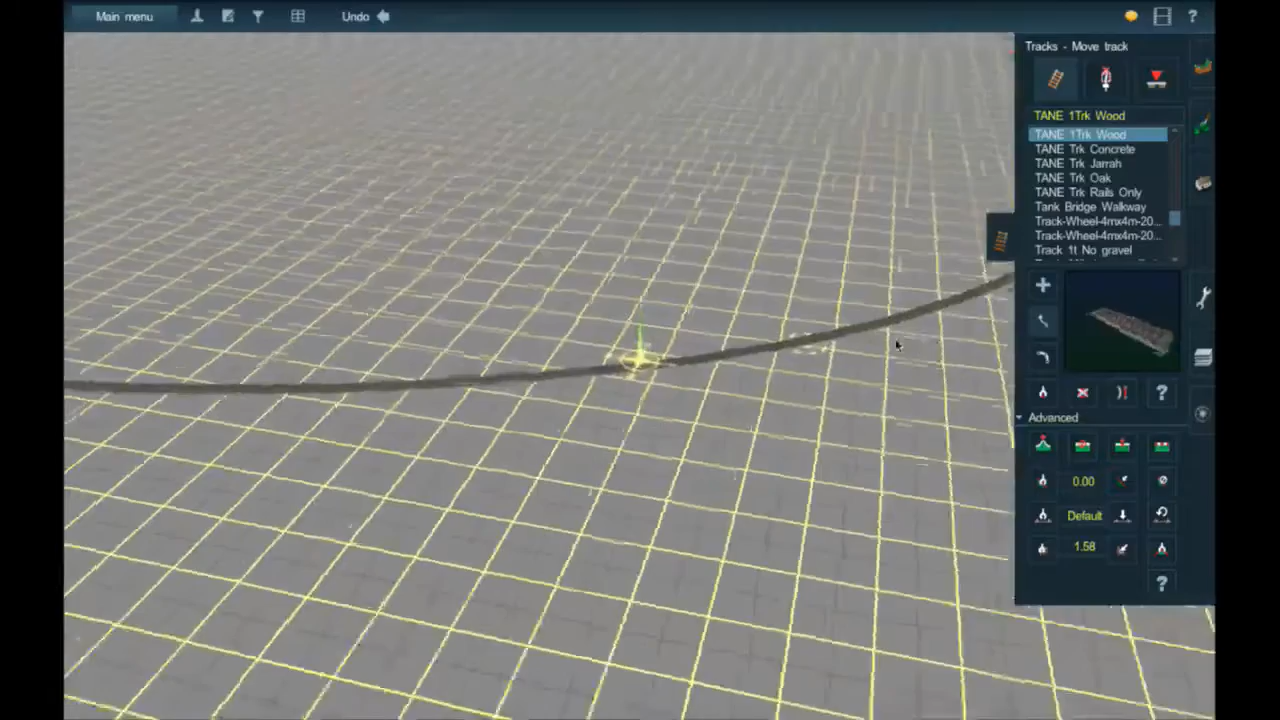 Main menu
Undo
?
Tracks - Move track
TANE 1Trk Wood
TANE 1Trk Wood
TANE Trk Concrete
TANE Trk Jarrah
TANE Trk Oak
TANE Trk Rails Only
Tank Bridge Walkway
Track-Wheel-4mx4m-20...
Track-Wheel-4mx4m-20...
Track 1t No gravel
?
Advanced
0.00
Default
1.58
?